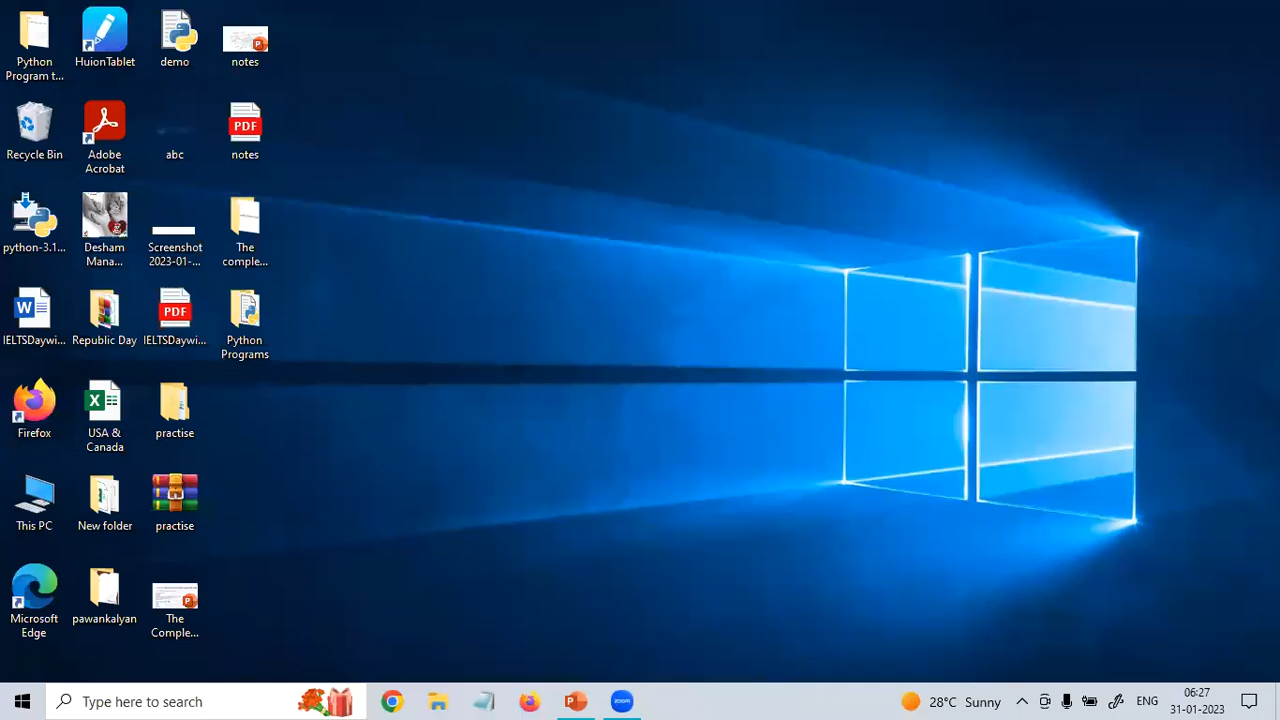 Python
Program t...
HuionTablet
demo
notes
Recycle Bin
Adobe
Acrobat
abc
PDF
notes
python-3.1...
Desham
Mana...
Screenshot
2023-01-...
The
comple...
IELTSDaywi...
Republic Day
PDF
IELTSDaywi...
Python
Programs
Firefox
USA &
Canada
practise
This PC
New folder
practise
Microsoft
Edge
pawankalyan
The
Comple...
Type here to search
zoom
28°C Sunny
ENG
06:27
31-01-2023